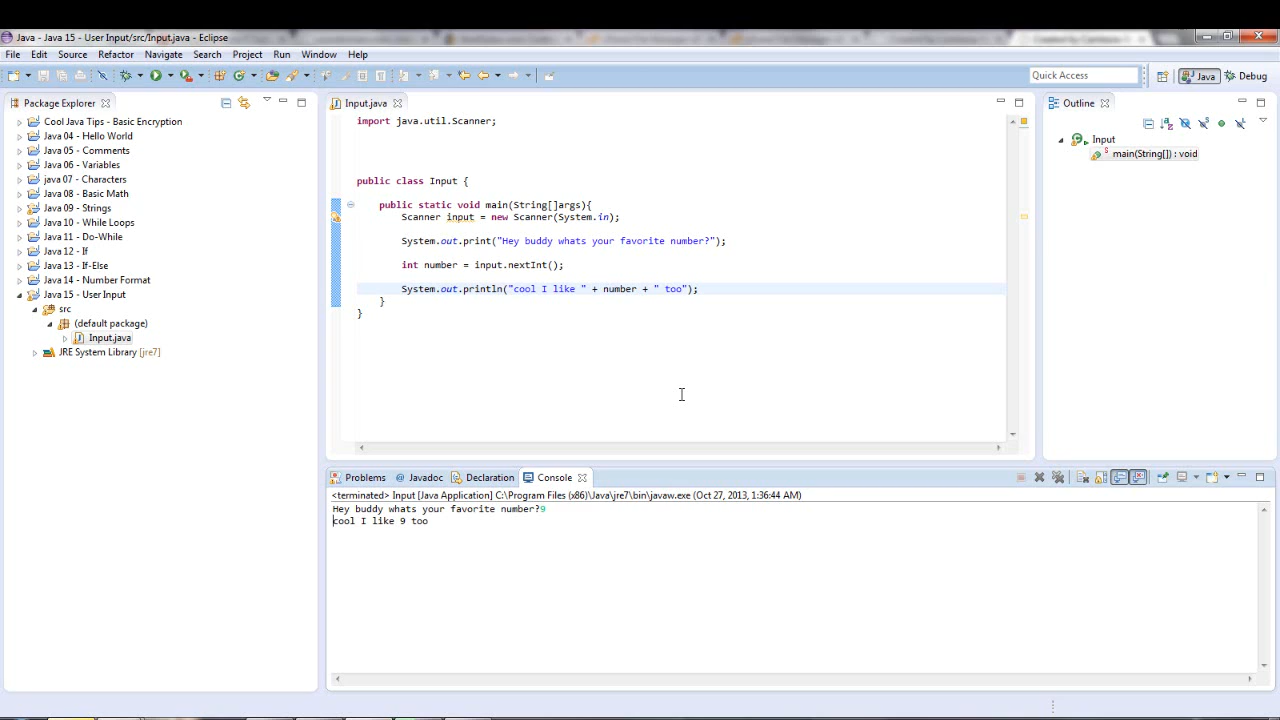 Java - Java 15 - User Input/src/Input.java - Eclipse
File Edit Source Refactor Navigate Search Project Run Window Help
Quick Access
Java
Debug
Package Explorer
Cool Java Tips - Basic Encryption
Java 04 - Hello World
Java 05 - Comments
Java 06 - Variables
java 07 - Characters
Java 08 - Basic Math
Java 09 - Strings
Java 10 - While Loops
Java 11 - Do-While
Java 12 - If
Java 13 - If-Else
Java 14 - Number Format
Java 15 - User Input
src
(default package)
Input.java
JRE System Library [jre7]
Input.java
import java.util.Scanner;
public class Input {
public static void main(String[]args){
Scanner input = new Scanner(System.in);
System.out.print("Hey buddy whats your favorite number?");
int number = input.nextInt();
System.out.println("cool I like " + number + " too");
}
}
Outline
Input
main(String[]) : void
Problems Javadoc Declaration Console
<terminated> Input [Java Application] C:\Program Files (x86)\Java\jre7\bin\javaw.exe (Oct 27, 2013, 1:36:44 AM)
Hey buddy whats your favorite number?9
cool I like 9 too